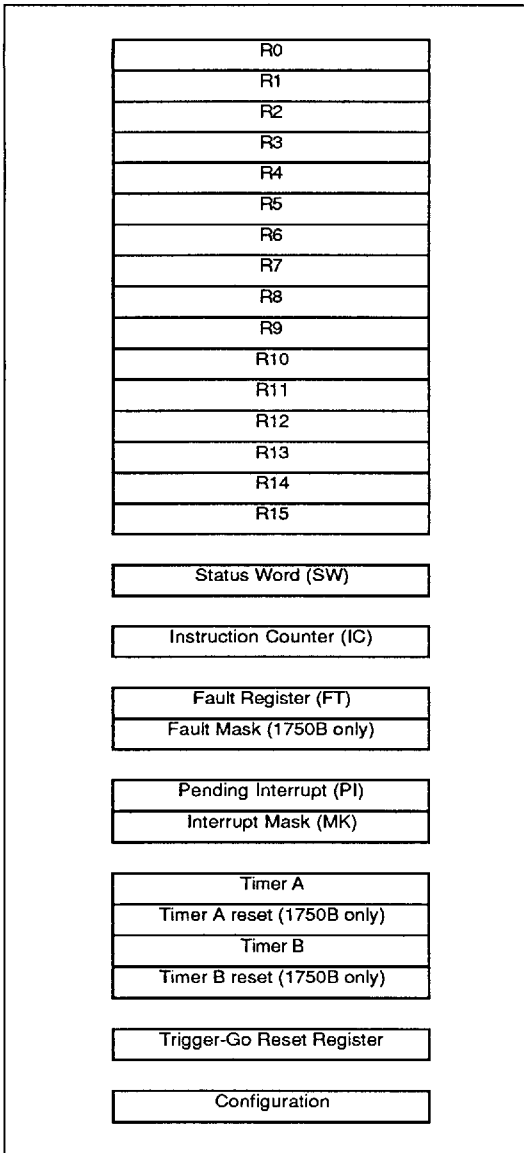 R0
R1
R2
R3
R4
R5
R6
R7
R8
R9
R10
R11
R12
R13
R14
R15
Status Word (SW)
Instruction Counter (IC)
Fault Register (FT)
Fault Mask (1750B only)
Pending Interrupt (PI)
Interrupt Mask (MK)
Timer A
Timer A reset (1750B only)
Timer B
Timer B reset (1750B only)
Trigger-Go Reset Register
Configuration